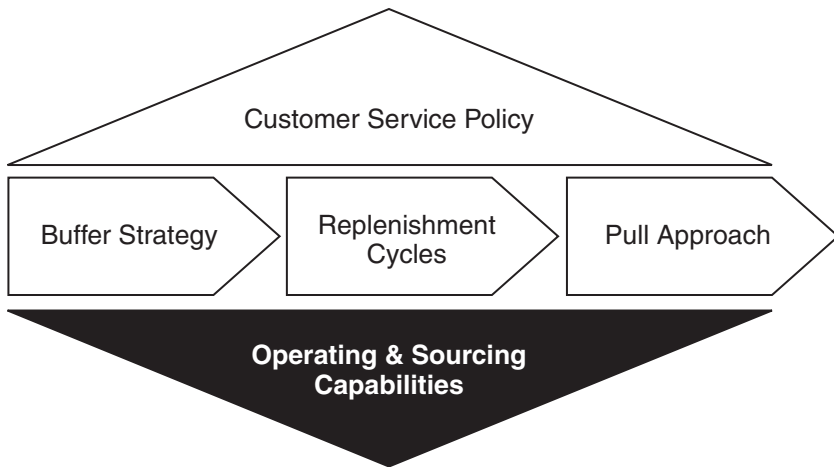 Customer Service Policy
Buffer Strategy
Replenishment
Cycles
Pull Approach
Operating & Sourcing
Capabilities